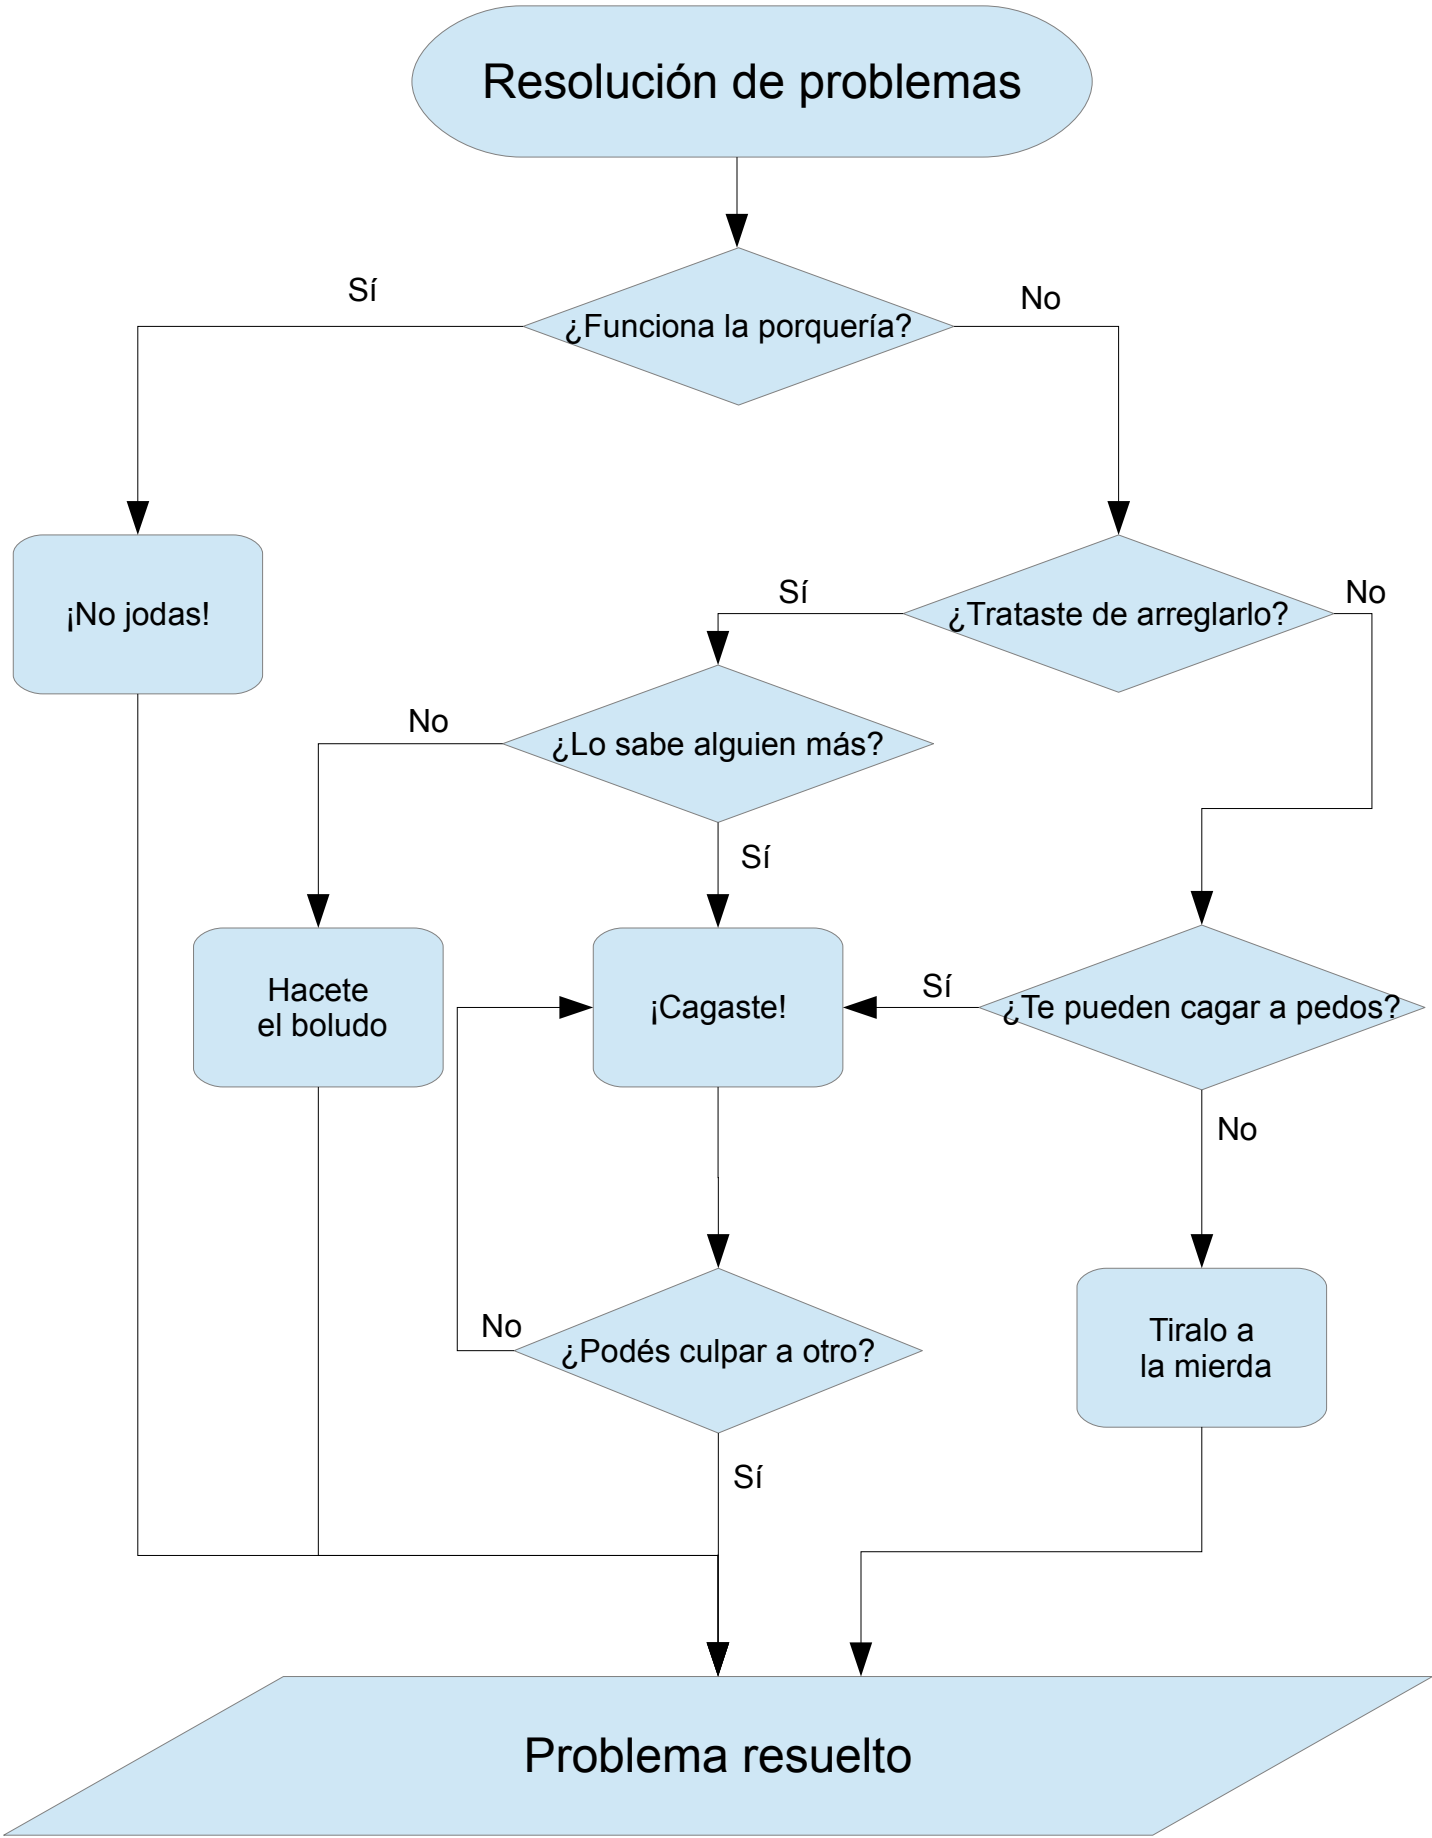 Resolución de problemas
Sí
No
¿Funciona la porquería?
¡No jodas!
Sí
No
¿Trataste de arreglarlo?
No
¿Lo sabe alguien más?
Sí
Hacete
el boludo
¡Cagaste!
Sí
¿Te pueden cagar a pedos?
No
No
¿Podés culpar a otro?
Tiralo a
la mierda
Sí
Problema resuelto